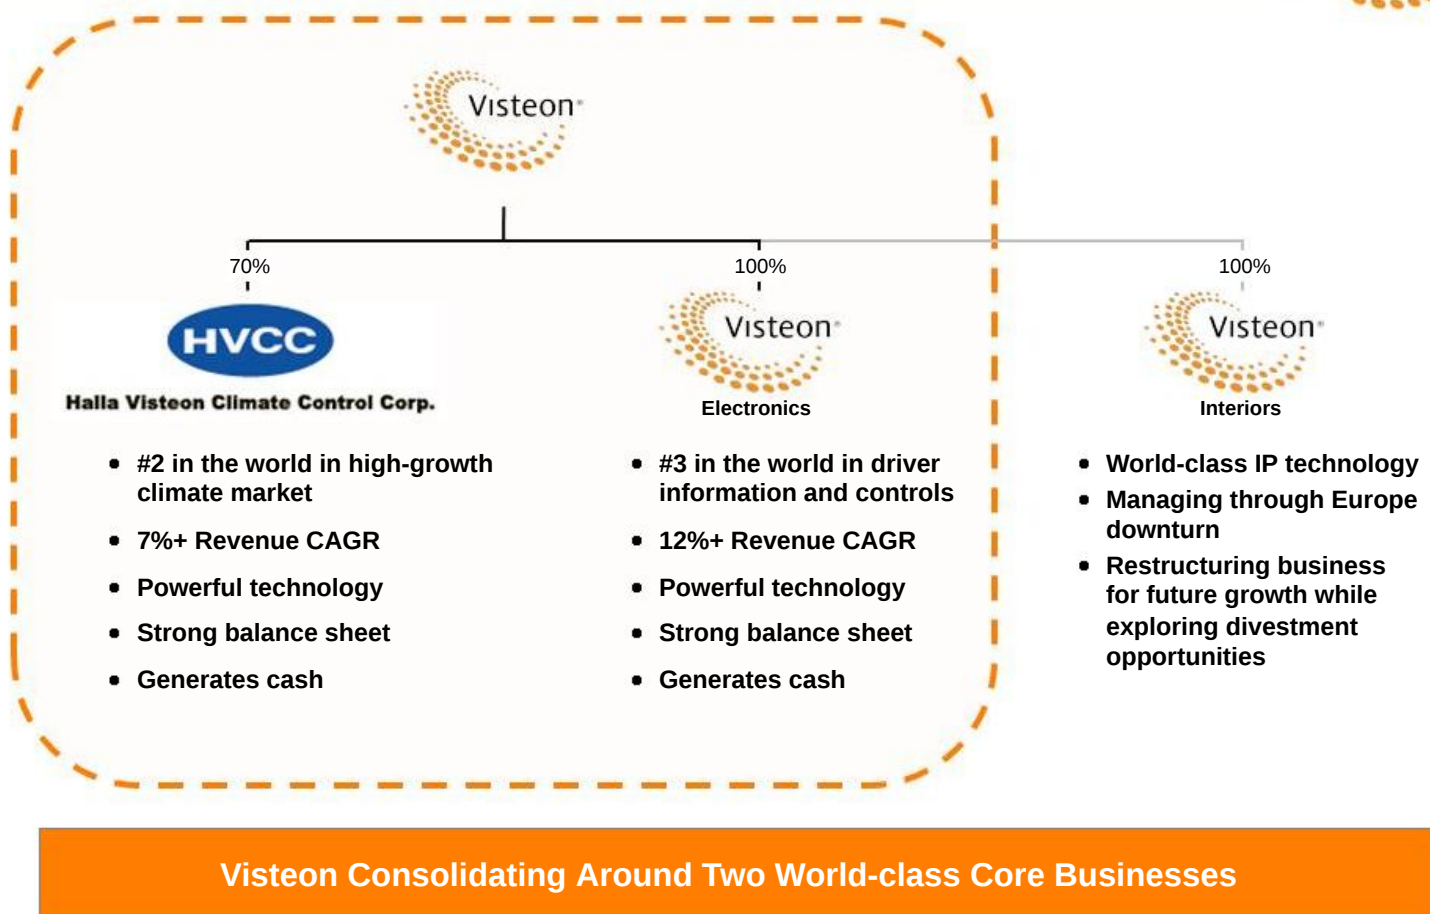 Visteon®
70%
100%
100%
HVCC
Halla Visteon Climate Control Corp.
• #2 in the world in high-growth
climate market
• 7%+ Revenue CAGR
• Powerful technology
• Strong balance sheet
• Generates cash
Visteon®
Electronics
• #3 in the world in driver
information and controls
• 12%+ Revenue CAGR
• Powerful technology
• Strong balance sheet
• Generates cash
Visteon®
Interiors
• World-class IP technology
• Managing through Europe
downturn
• Restructuring business
for future growth while
exploring divestment
opportunities
Visteon Consolidating Around Two World-class Core Businesses